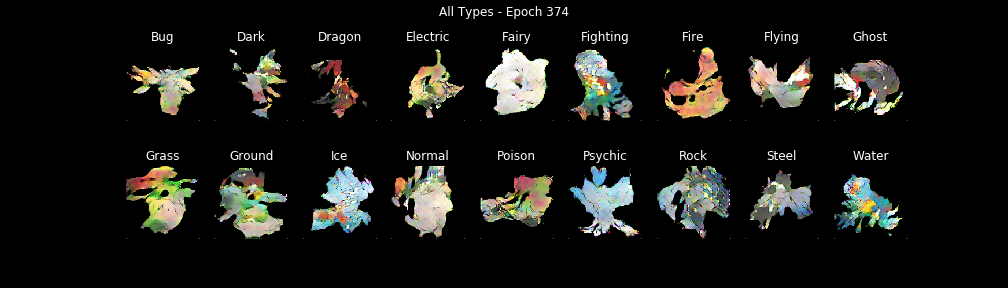 All Types - Epoch 374
Bug Dark Dragon Electric Fairy Fighting Fire Flying Ghost
Grass Ground Ice Normal Poison Psychic Rock Steel Water